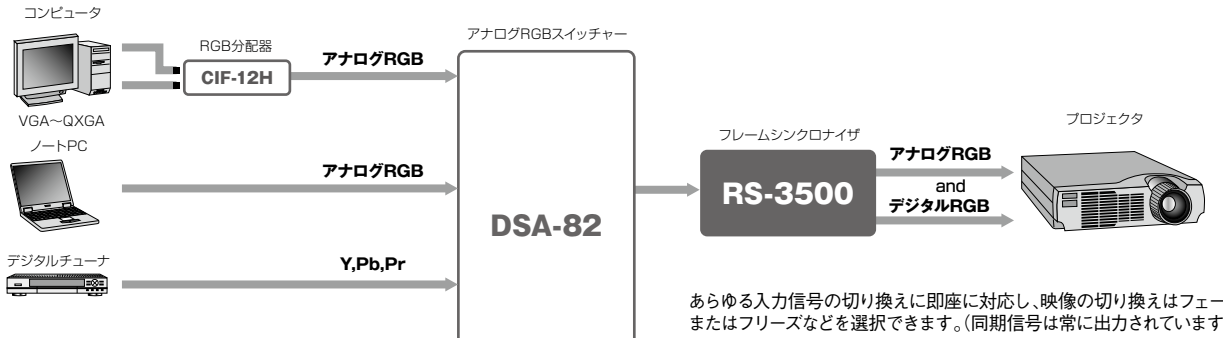 コンピュータ
RGB分配器
CIF-12H
アナログRGB
アナログRGBスイッチャー
VGA～QXGA
ノートPC
アナログRGB
DSA-82
フレームシンクロナイザ
RS-3500
アナログRGB
and
デジタルRGB
プロジェクタ
デジタルチューナ
Y,Pb,Pr
あらゆる入力信号の切り換えに即座に対応し、映像の切り換えはフェー
またはフリーズなどを選択できます。(同期信号は常に出力されています